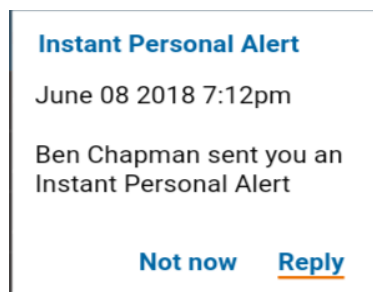 Instant Personal Alert
June 08 2018 7:12pm
Ben Chapman sent you an
Instant Personal Alert
Not now Reply